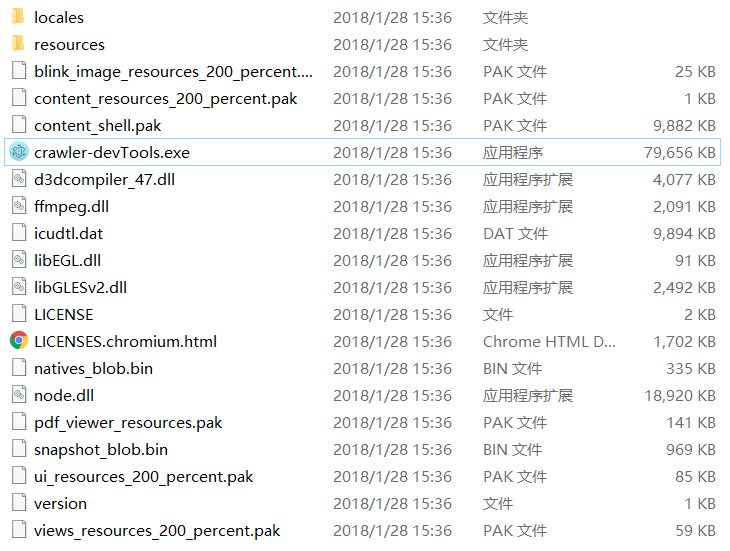 locales 2018/1/28 15:36 文件夹
resources 2018/1/28 15:36 文件夹
blink_image_resources_200_percent.... 2018/1/28 15:36 PAK 文件 25 KB
content_resources_200_percent.pak 2018/1/28 15:36 PAK 文件 1 KB
content_shell.pak 2018/1/28 15:36 PAK 文件 9,882 KB
crawler-devTools.exe 2018/1/28 15:36 应用程序 79,656 KB
d3dcompiler_47.dll 2018/1/28 15:36 应用程序扩展 4,077 KB
ffmpeg.dll 2018/1/28 15:36 应用程序扩展 2,091 KB
icudtl.dat 2018/1/28 15:36 DAT 文件 9,894 KB
libEGL.dll 2018/1/28 15:36 应用程序扩展 91 KB
libGLESv2.dll 2018/1/28 15:36 应用程序扩展 2,492 KB
LICENSE 2018/1/28 15:36 文件 2 KB
LICENSES.chromium.html 2018/1/28 15:36 Chrome HTML D... 1,702 KB
natives_blob.bin 2018/1/28 15:36 BIN 文件 335 KB
node.dll 2018/1/28 15:36 应用程序扩展 18,920 KB
pdf_viewer_resources.pak 2018/1/28 15:36 PAK 文件 141 KB
snapshot_blob.bin 2018/1/28 15:36 BIN 文件 969 KB
ui_resources_200_percent.pak 2018/1/28 15:36 PAK 文件 85 KB
version 2018/1/28 15:36 文件 1 KB
views_resources_200_percent.pak 2018/1/28 15:36 PAK 文件 59 KB